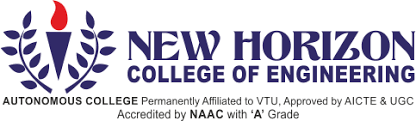 NEW HORIZON
COLLEGE OF ENGINEERING
AUTONOMOUS COLLEGE Permanently Affiliated to VTU, Approved by AICTE & UGC
Accredited by NAAC with ‘A’ Grade